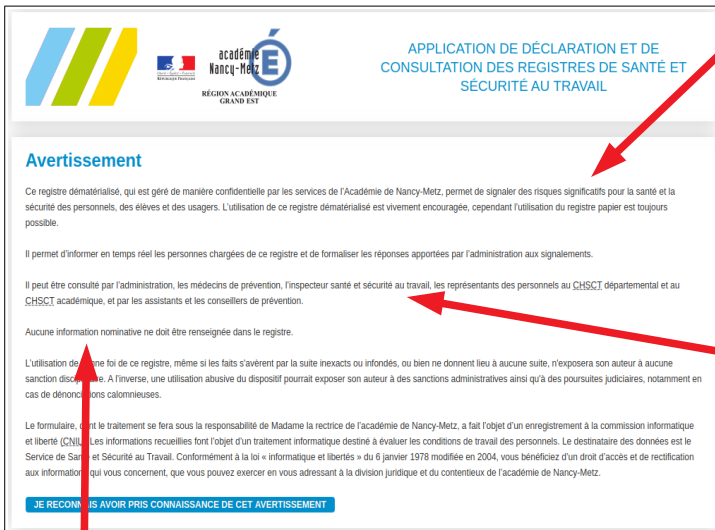 académie
Nancy-Metz
RÉGION ACADÉMIQUE
GRAND EST
APPLICATION DE DÉCLARATION ET DE
CONSULTATION DES REGISTRES DE SANTÉ ET
SÉCURITÉ AU TRAVAIL
Avertissement
Ce registre dématérialisé, qui est géré de manière confidentielle par les services de l'Académie de Nancy-Metz, permet de signaler des risques significatifs pour la santé et la
sécurité des personnels, des élèves et des usagers. L'utilisation de ce registre dématérialisé est vivement encouragée, cependant l'utilisation du registre papier est toujours
possible.
Il permet d'informer en temps réel les personnes chargées de ce registre et de formaliser les réponses apportées par l'administration aux signalements.
Il peut être consulté par l'administration, les médecins de prévention, l'inspecteur santé et sécurité au travail, les représentants des personnels au CHSCT départemental et au
CHSCT académique, et par les assistants et les conseillers de prévention.
Aucune information nominative ne doit être renseignée dans le registre.
L'utilisation de ne foi de ce registre, même si les faits s'avèrent par la suite inexacts ou infondés, ou bien ne donnent lieu à aucune suite, n'exposera son auteur à aucune
sanction disc re. A l'inverse, une utilisation abusive du dispositif pourrait exposer son auteur à des sanctions administratives ainsi qu'à des poursuites judiciaires, notamment en
cas de dénonciations calomnieuses.
Le formulaire, nt le traitement se fera sous la responsabilité de Madame la rectrice de l'académie de Nancy-Metz, a fait l'objet d'un enregistrement à la commission informatique
et liberté (CNIL). Les informations recueillies font l'objet d'un traitement informatique destiné à évaluer les conditions de travail des personnels. Le destinataire des données est le
Service de Santé et Sécurité au Travail. Conformément à la loi « informatique et libertés » du 6 janvier 1978 modifiée en 2004, vous bénéficiez d'un droit d'accès et de rectification
aux informations qui vous concernent, que vous pouvez exercer en vous adressant à la division juridique et du contentieux de l'académie de Nancy-Metz.
JE RECONNAIS AVOIR PRIS CONNAISSANCE DE CET AVERTISSEMENT